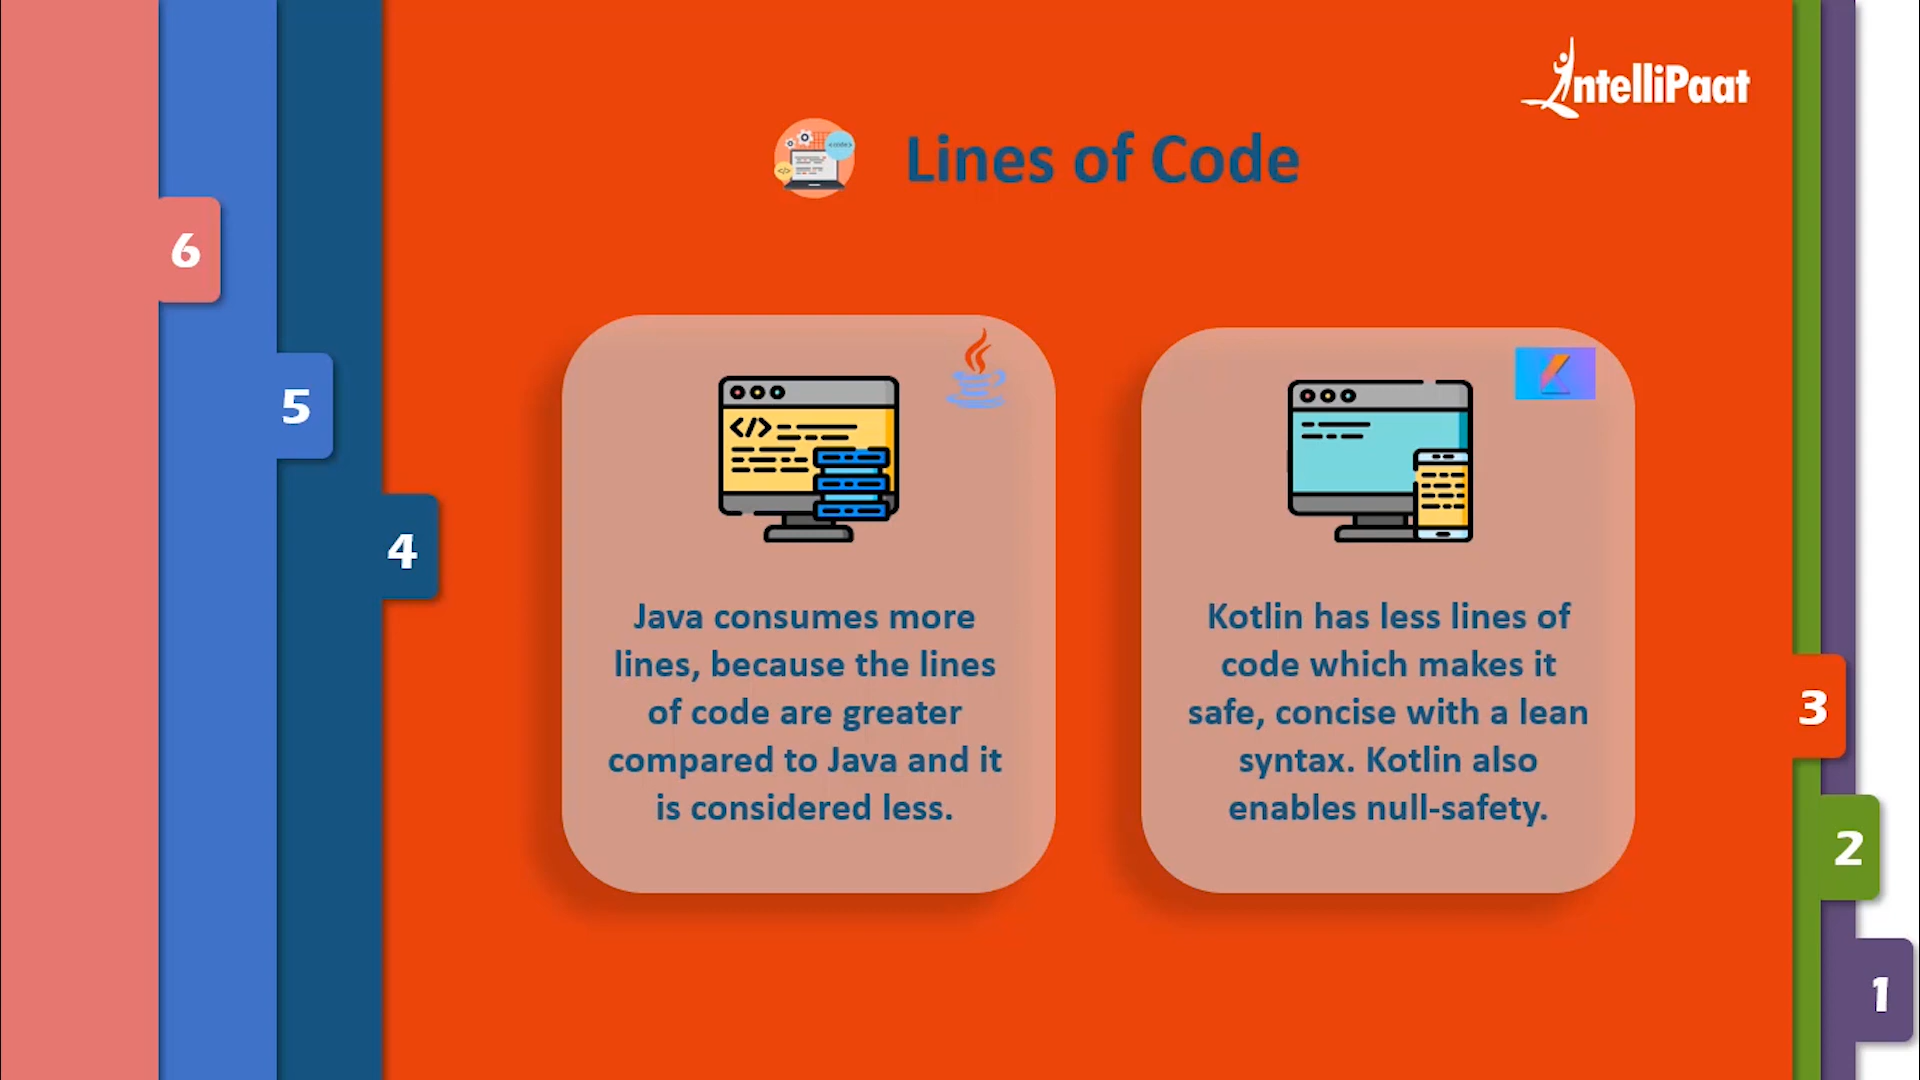 IntelliPaat
Lines of Code
6
5
4
Java consumes more
lines, because the lines
of code are greater
compared to Java and it
is considered less.
Kotlin has less lines of
code which makes it
safe, concise with a lean
syntax. Kotlin also
enables null-safety.
3
2
1